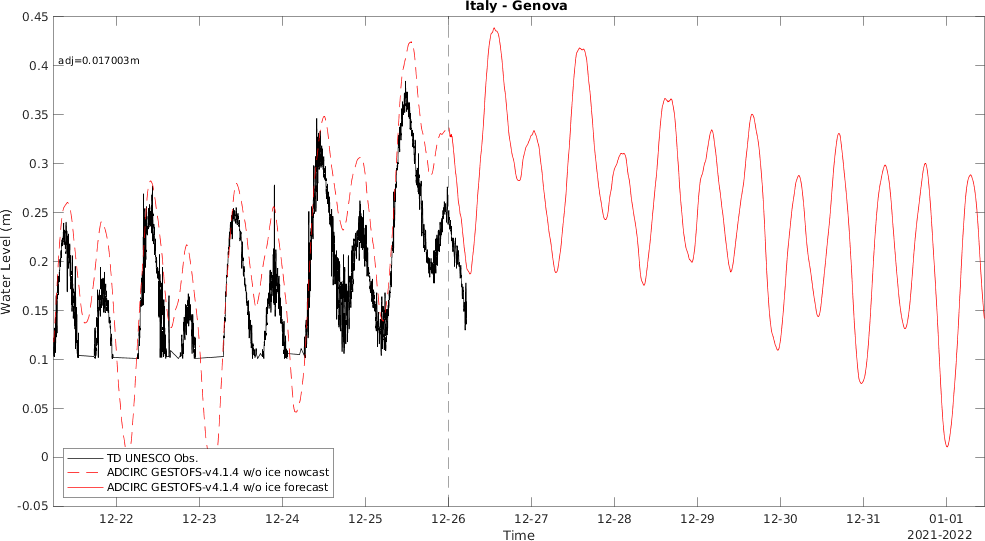 Italy - Genova
0.45
0.4
0.35
0.3
0.25
0.2
0.15
0.1
0.05
0
-0.05
Water Level (m)
adj=0.017003m
TD UNESCO Obs.
ADCIRC GESTOFS-v4.1.4 w/o ice nowcast
ADCIRC GESTOFS-v4.1.4 w/o ice forecast
12-22 12-23 12-24 12-25 12-26 12-27 12-28 12-29 12-30 12-31 01-01
Time
2021-2022